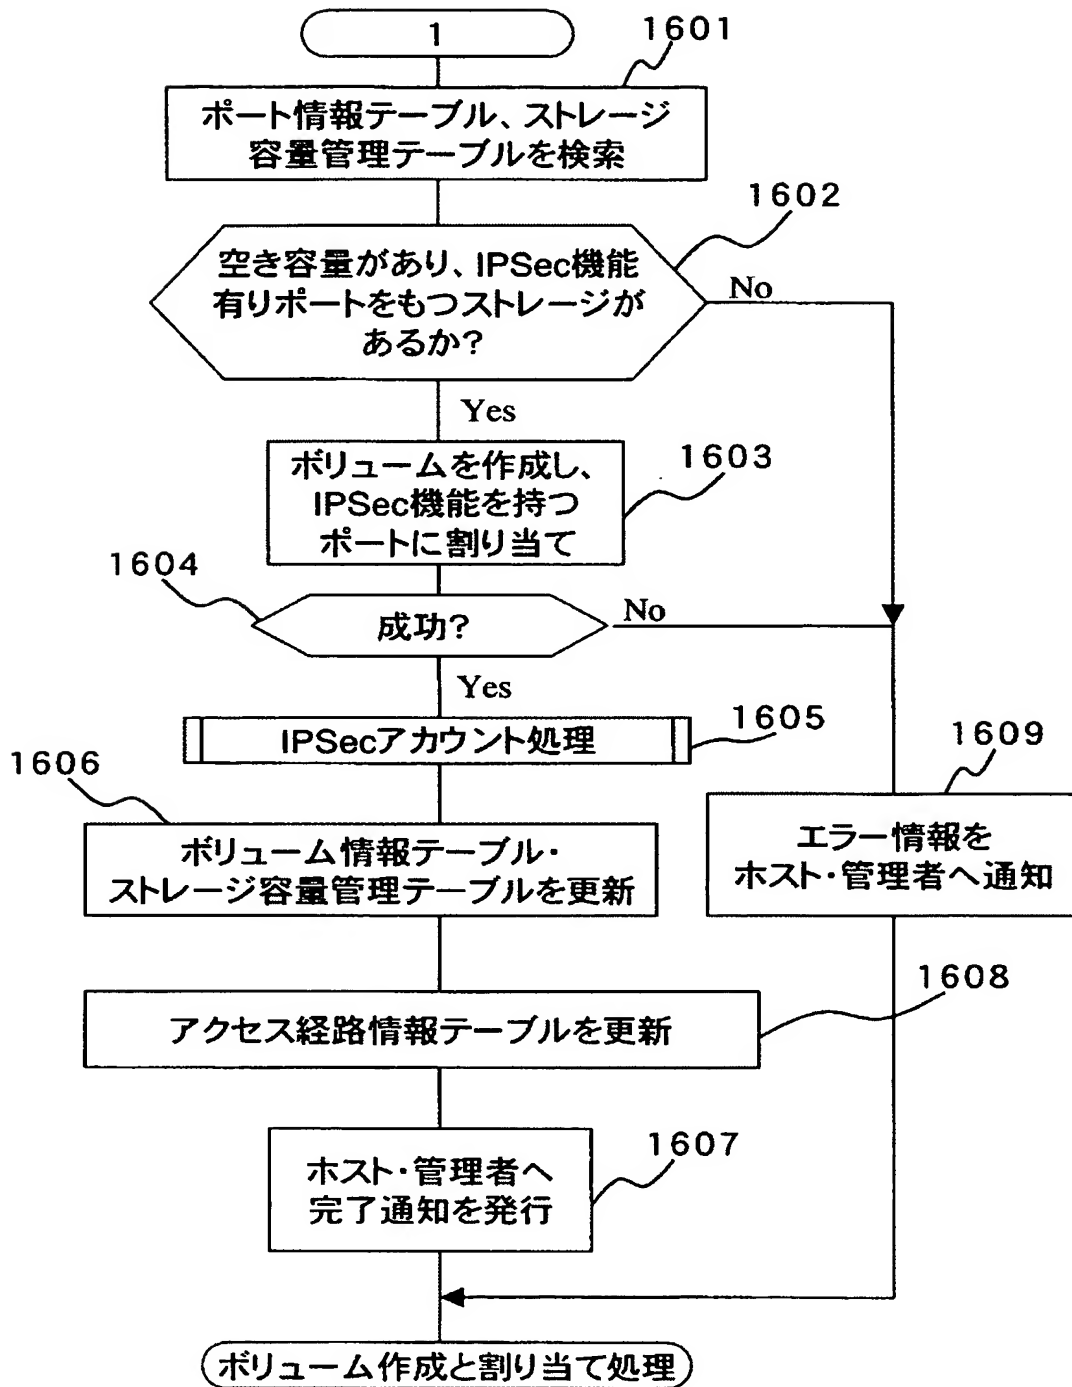 1
1601
ポート情報テーブル、ストレージ
容量管理テーブルを検索
1602
空き容量があり、IPSec機能
有りポートをもつストレージが
あるか?
No
Yes
1603
ボリュームを作成し、
IPSec機能を持つ
ポートに割り当て
1604
成功?
No
Yes
1605
IPSecアカウント処理
1606
ボリューム情報テーブル・
ストレージ容量管理テーブルを更新
1609
エラー情報を
ホスト・管理者へ通知
1608
アクセス経路情報テーブルを更新
1607
ホスト・管理者へ
完了通知を発行
ボリューム作成と割り当て処理